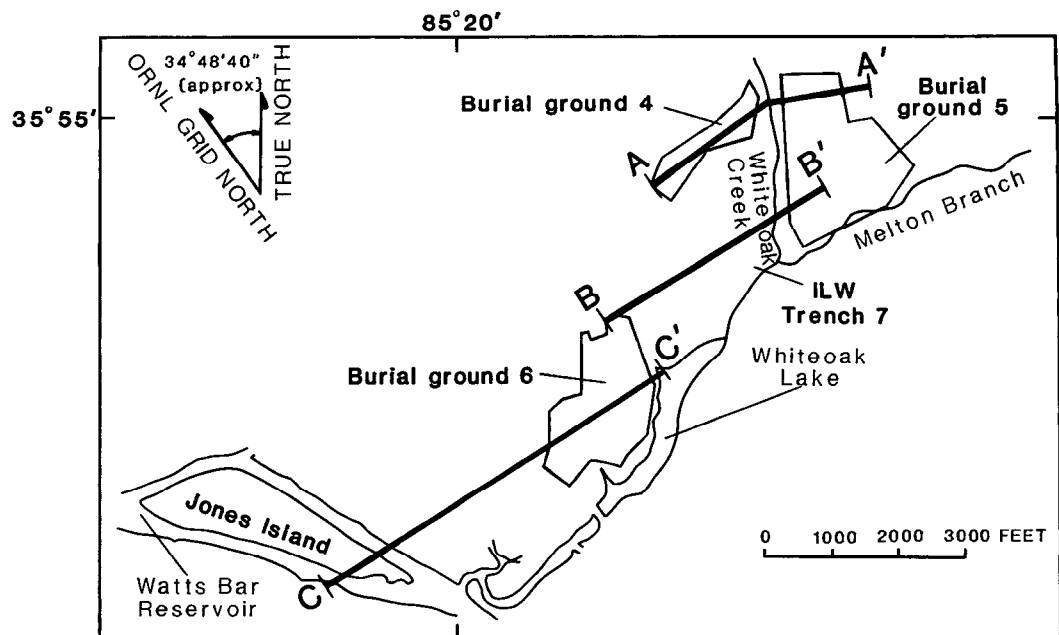 85°20'
34°48'40"
(approx)
ORNL GRID NORTH
TRUE NORTH
35°55'
Burial ground 4
A
A'
Burial
ground 5
Whiteoak
Creek
B'
Melton Branch
B
ILW
Trench 7
C'
Whiteoak
Lake
Burial ground 6
Jones Island
Watts Bar
Reservoir
C
0 1000 2000 3000 FEET